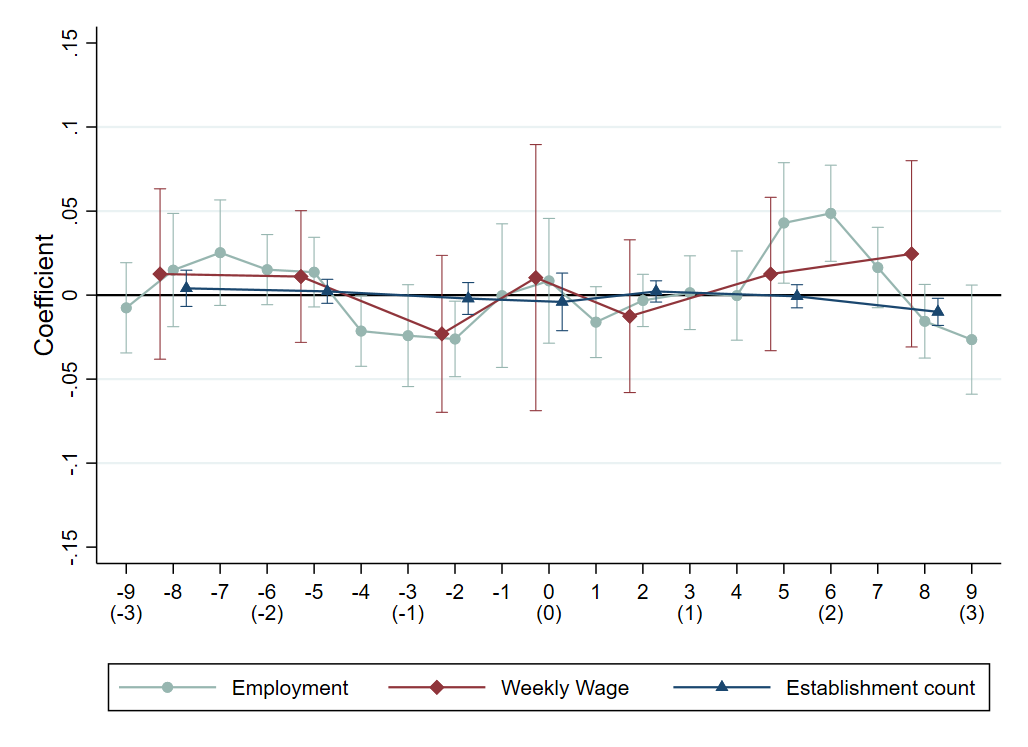 .15
.1
.05
0
-.05
-.1
-.15
Coefficient
-9 -8 -7 -6 -5 -4 -3 -2 -1 0 1 2 3 4 5 6 7 8 9
(-3) (-2) (-1) (0) (1) (2) (3)
Employment Weekly Wage Establishment count